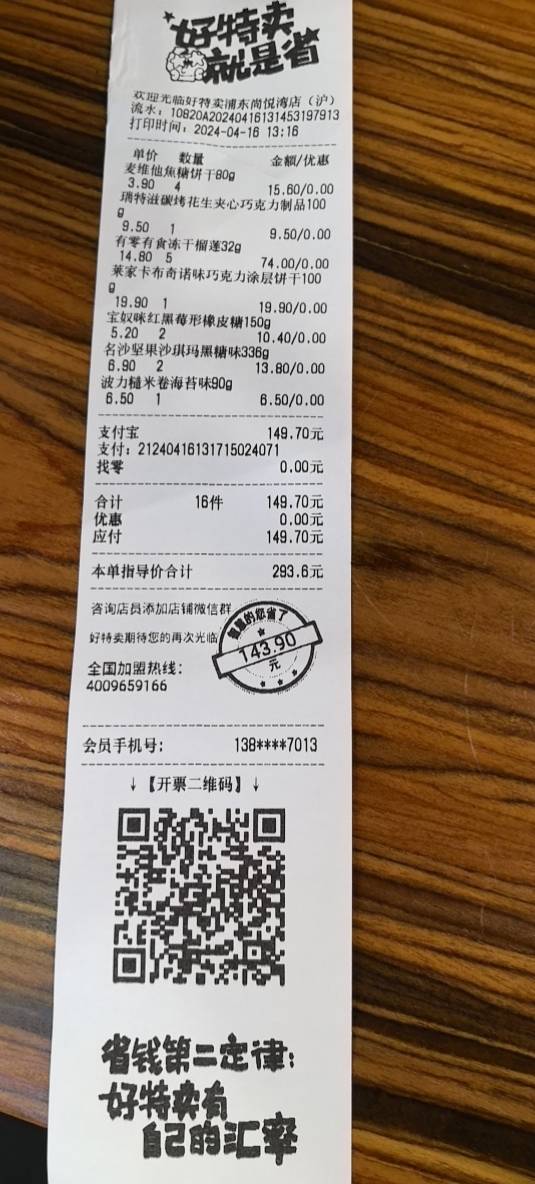 好特卖
就是省
欢迎光临好特卖浦东尚悦湾店（沪）
流水：10820A20240416131453197913
打印时间：2024-04-16 13:16
单价 数量 金额/优惠
麦维他焦糖饼干80g
3.90 4 15.60/0.00
瑞特滋碳烤花生夹心巧克力制品100
g
9.50 1 9.50/0.00
有零有食冻干榴莲32g
14.80 5 74.00/0.00
莱家卡布奇诺味巧克力涂层饼干100
g
19.90 1 19.90/0.00
宝奴咪红黑莓形橡皮糖150g
5.20 2 10.40/0.00
名沙坚果沙琪玛黑糖味336g
6.90 2 13.80/0.00
波力糙米卷海苔味90g
6.50 1 6.50/0.00
支付宝 149.70元
支付：21240416131715024071
找零 0.00元
合计 16件 149.70元
优惠 0.00元
应付 149.70元
本单指导价合计 293.6元
咨询店员添加店铺微信群
好特卖期待您的再次光临
的您省了
143.90
元
全国加盟热线：
4009659166
会员手机号： 138****7013
↓【开票二维码】↓
省钱第二定律：
好特卖有
自己的汇率